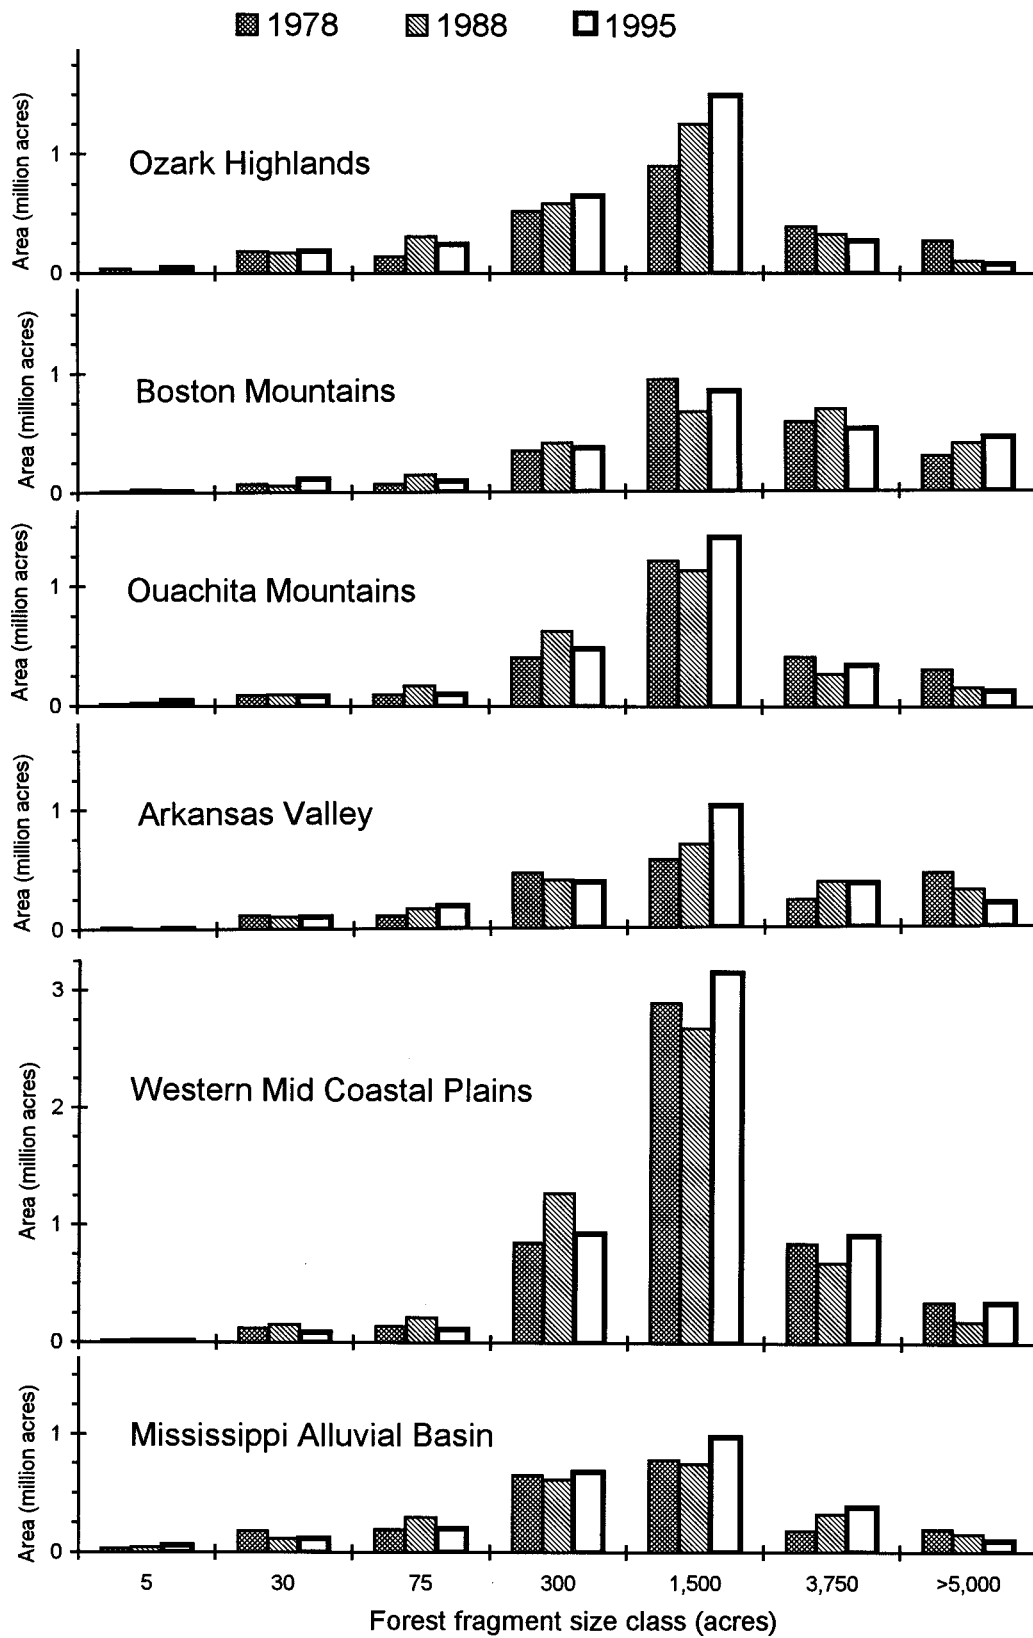 1978 1988 1995
Area (million acres)
1
0
Ozark Highlands
Area (million acres)
1
0
Boston Mountains
Area (million acres)
1
0
Ouachita Mountains
Area (million acres)
1
0
Arkansas Valley
Area (million acres)
3
2
1
0
Western Mid Coastal Plains
Area (million acres)
1
0
Mississippi Alluvial Basin
5 30 75 300 1,500 3,750 >5,000
Forest fragment size class (acres)